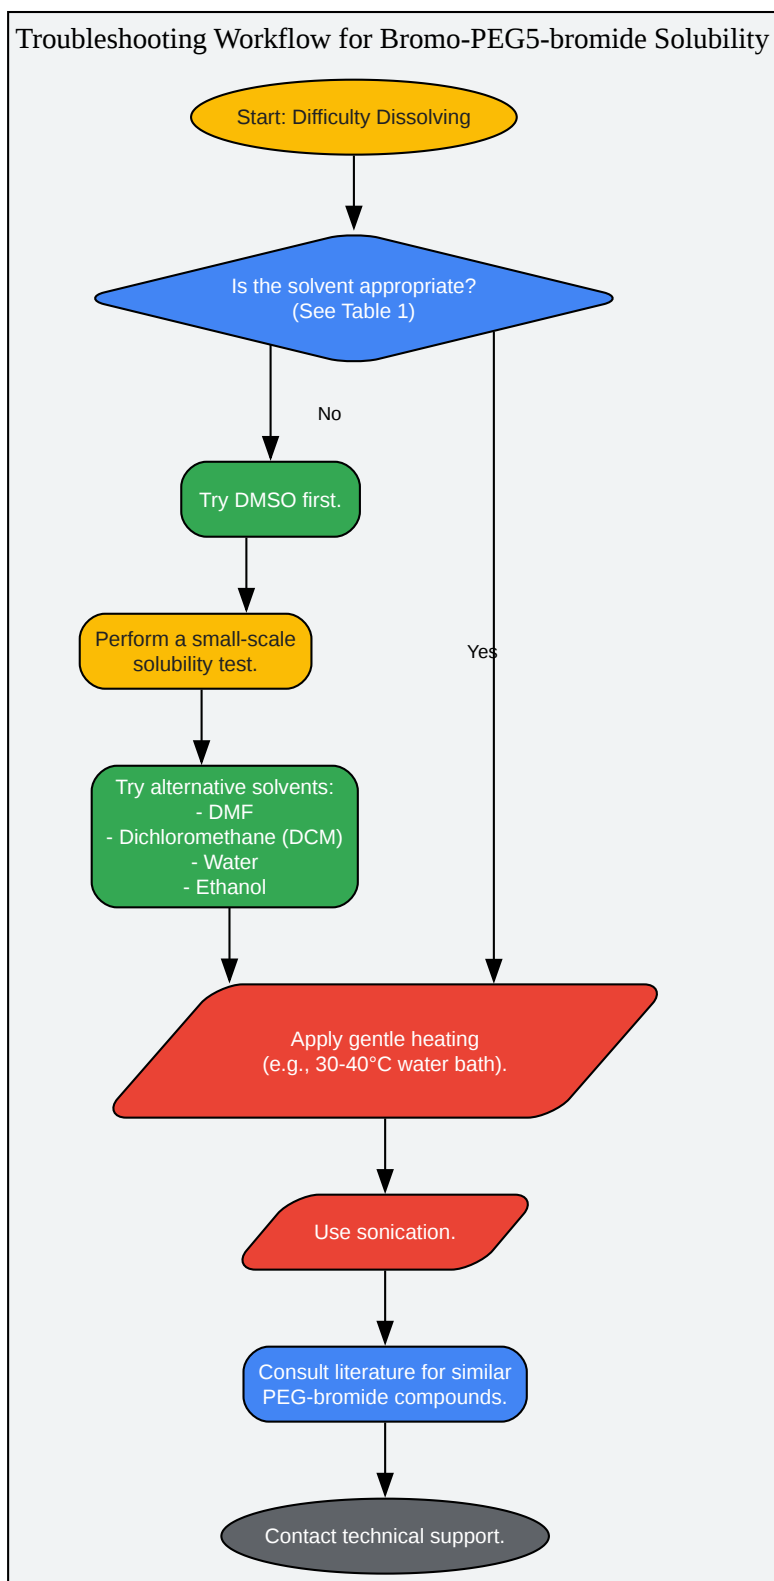 Troubleshooting Workflow for Bromo-PEG5-bromide Solubility
Start: Difficulty Dissolving
Is the solvent appropriate?
(See Table 1)
No
Try DMSO first.
Perform a small-scale
solubility test.
Yes
Try alternative solvents:
- DMF
- Dichloromethane (DCM)
- Water
- Ethanol
Apply gentle heating
(e.g., 30-40°C water bath).
Use sonication.
Consult literature for similar
PEG-bromide compounds.
Contact technical support.